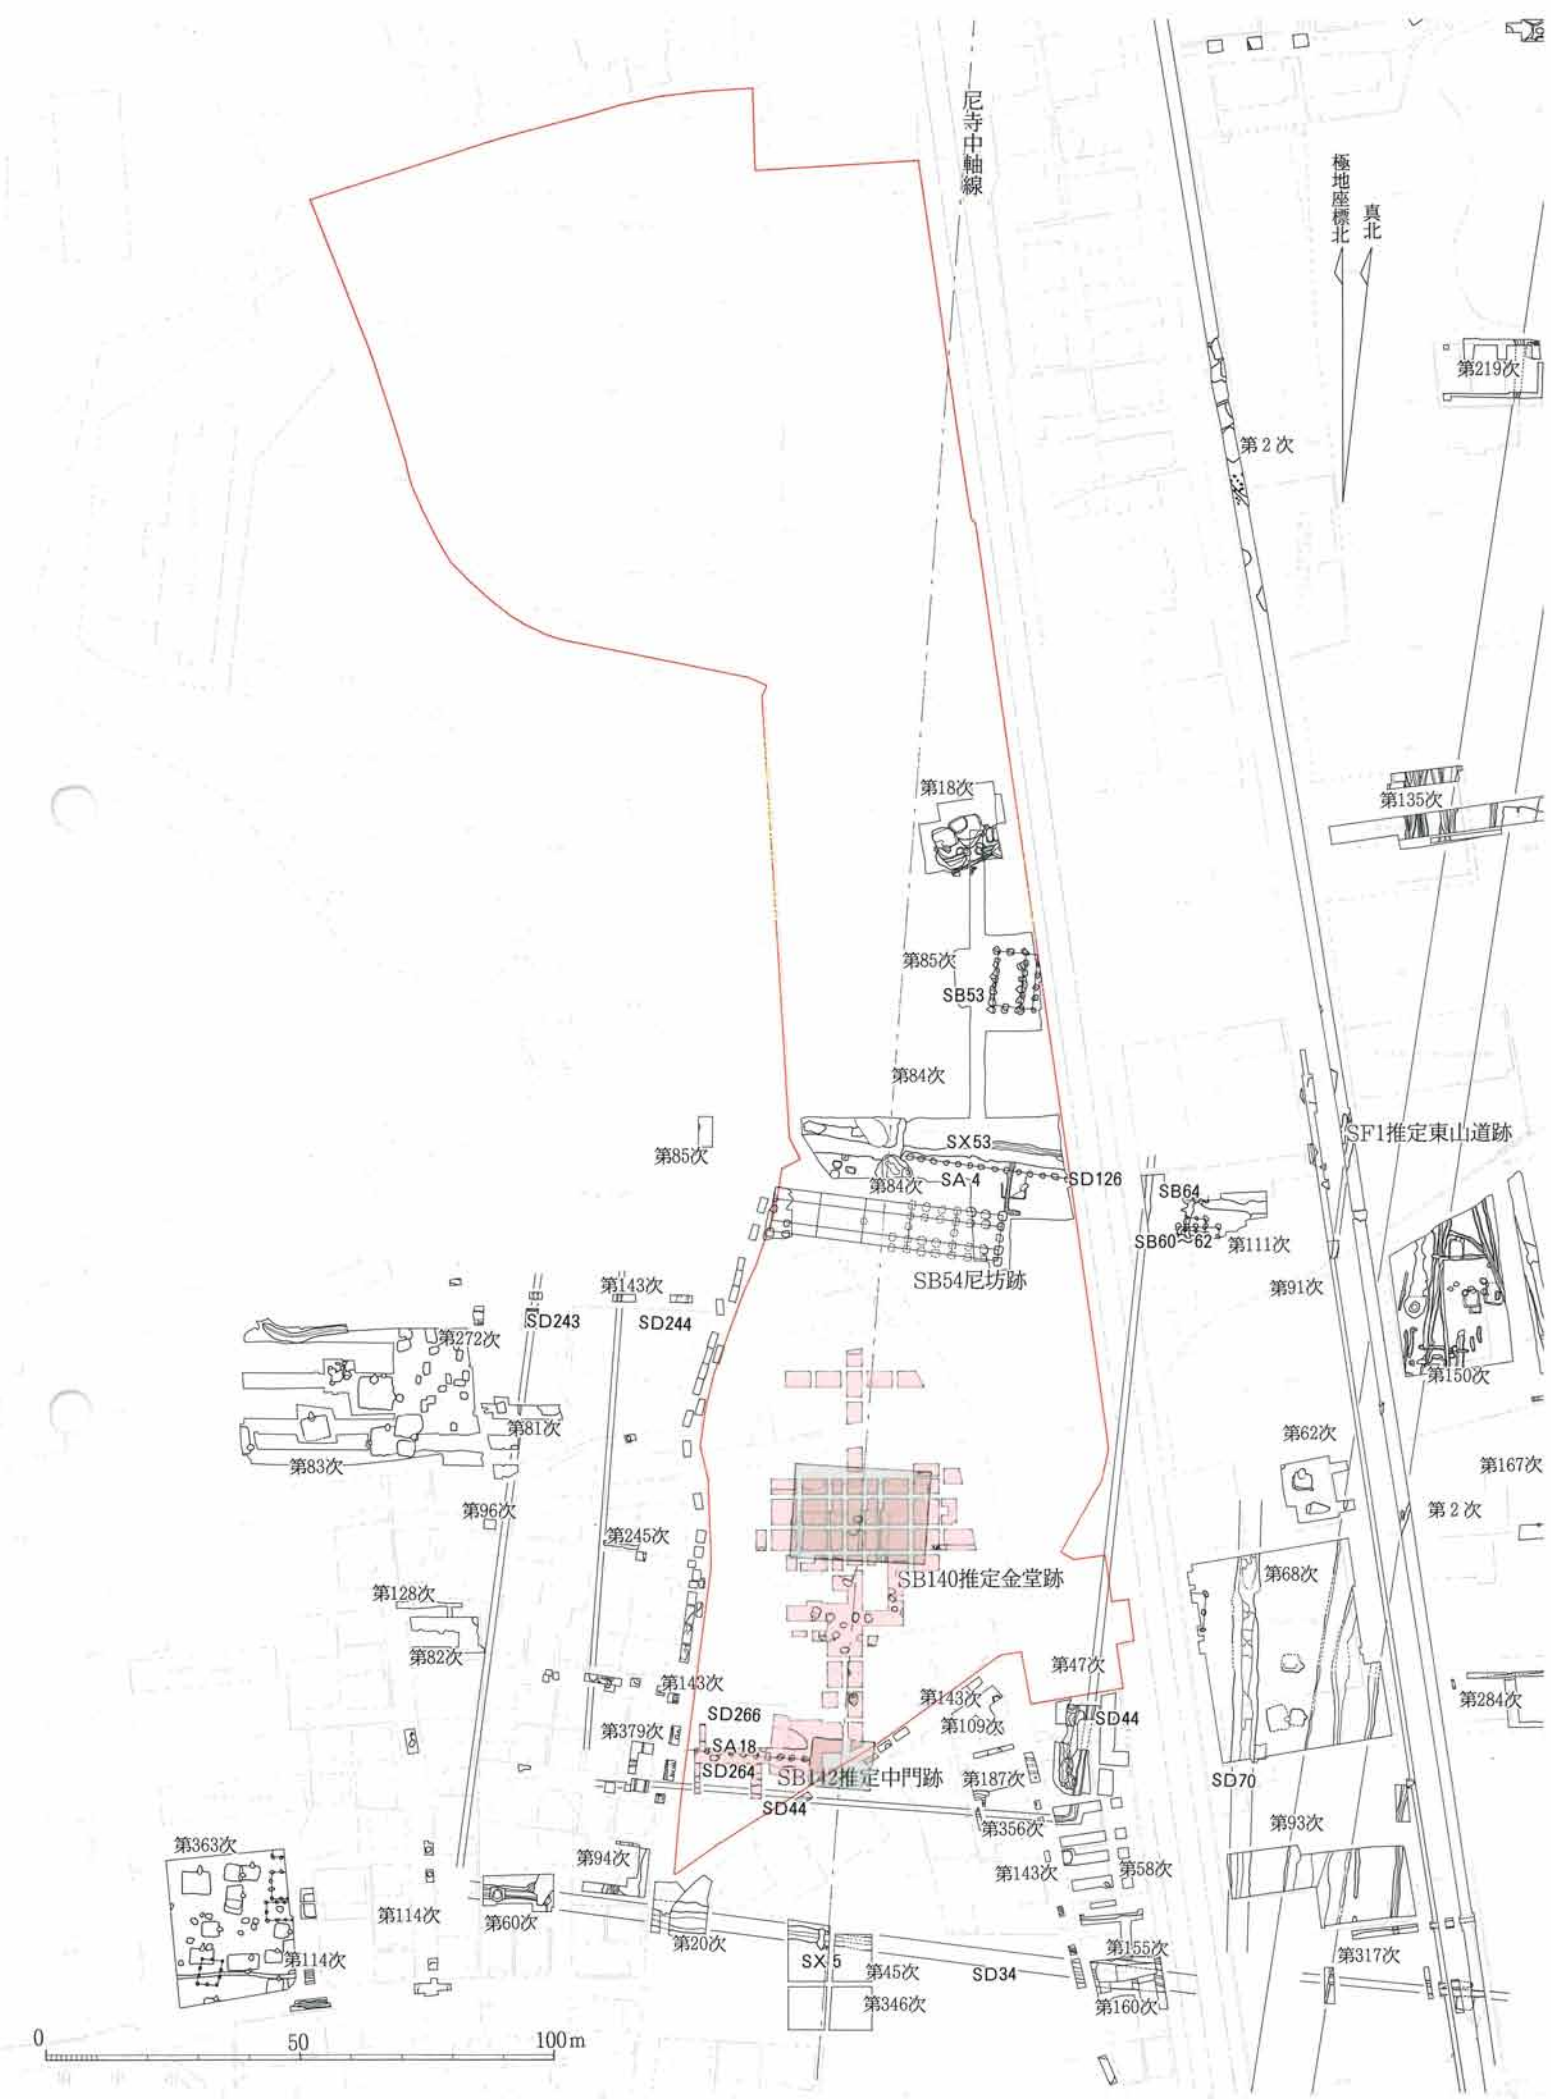 尼寺中軸線
極地座標北
真北
第219次
第2次
第18次
第135次
第85次
SB53
第84次
SF1推定東山道跡
SX53
第85次
第84次
SA4
SD126
SB64
SB60~62
第111次
SB54尼坊跡
第91次
第143次
SD243
SD244
第272次
第150次
第81次
第83次
第62次
第167次
第96次
第2次
第245次
第68次
SB140推定金堂跡
第128次
第82次
第47次
第143次
第143次
第284次
SD266
第109次
SD44
第379次
SA18
SD264
SB142推定中門跡
第187次
SD70
SD44
第356次
第93次
第363次
第94次
第143次
第58次
第114次
第60次
第20次
第155次
第317次
第114次
SX5
第45次
SD34
第346次
第160次
0 50 100m